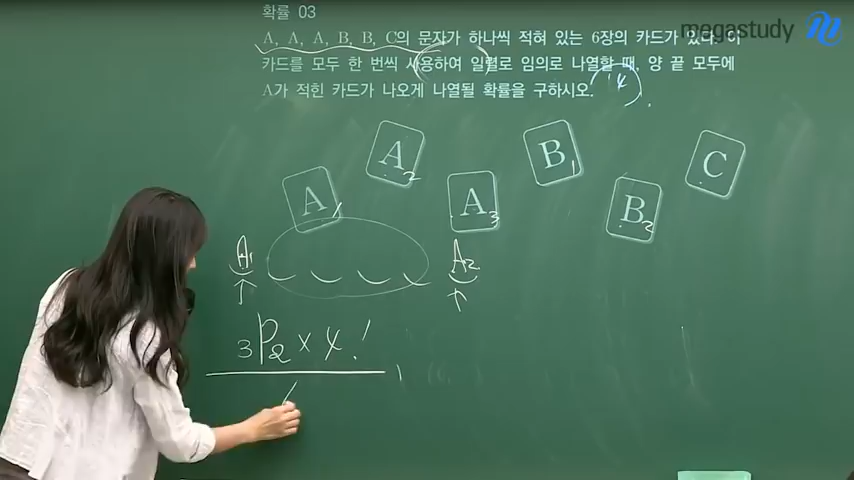 확률 03
megastudy
A, A, A, B, B, C의 문자가 하나씩 적혀 있는 6장의 카드가 있다. 이
카드를 모두 한 번씩 사용하여 일렬로 임의로 나열할 때, 양 끝 모두에
A가 적힌 카드가 나오게 나열될 확률을 구하시오.
A1 A2 A3 B1 B2 C
A1 A2
3P2 × 4!